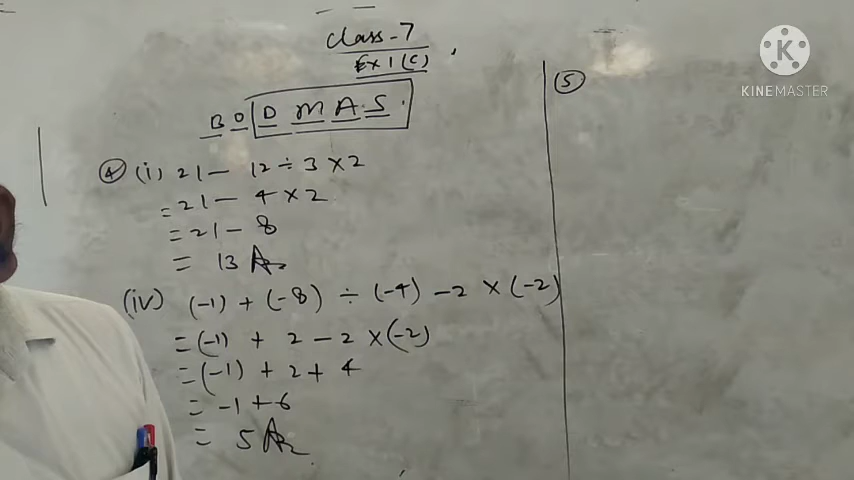 Class-7
Ex 1(c)
BODMAS.
④ (i) 21 - 12 ÷ 3 × 2
= 21 - 4 × 2
= 21 - 8
= 13 Ans
(iv) (-1) + (-8) ÷ (-4) - 2 × (-2)
= (-1) + 2 - 2 × (-2)
= (-1) + 2 + 4
= -1 + 6
= 5 Ans
⑤
K
KINEMASTER